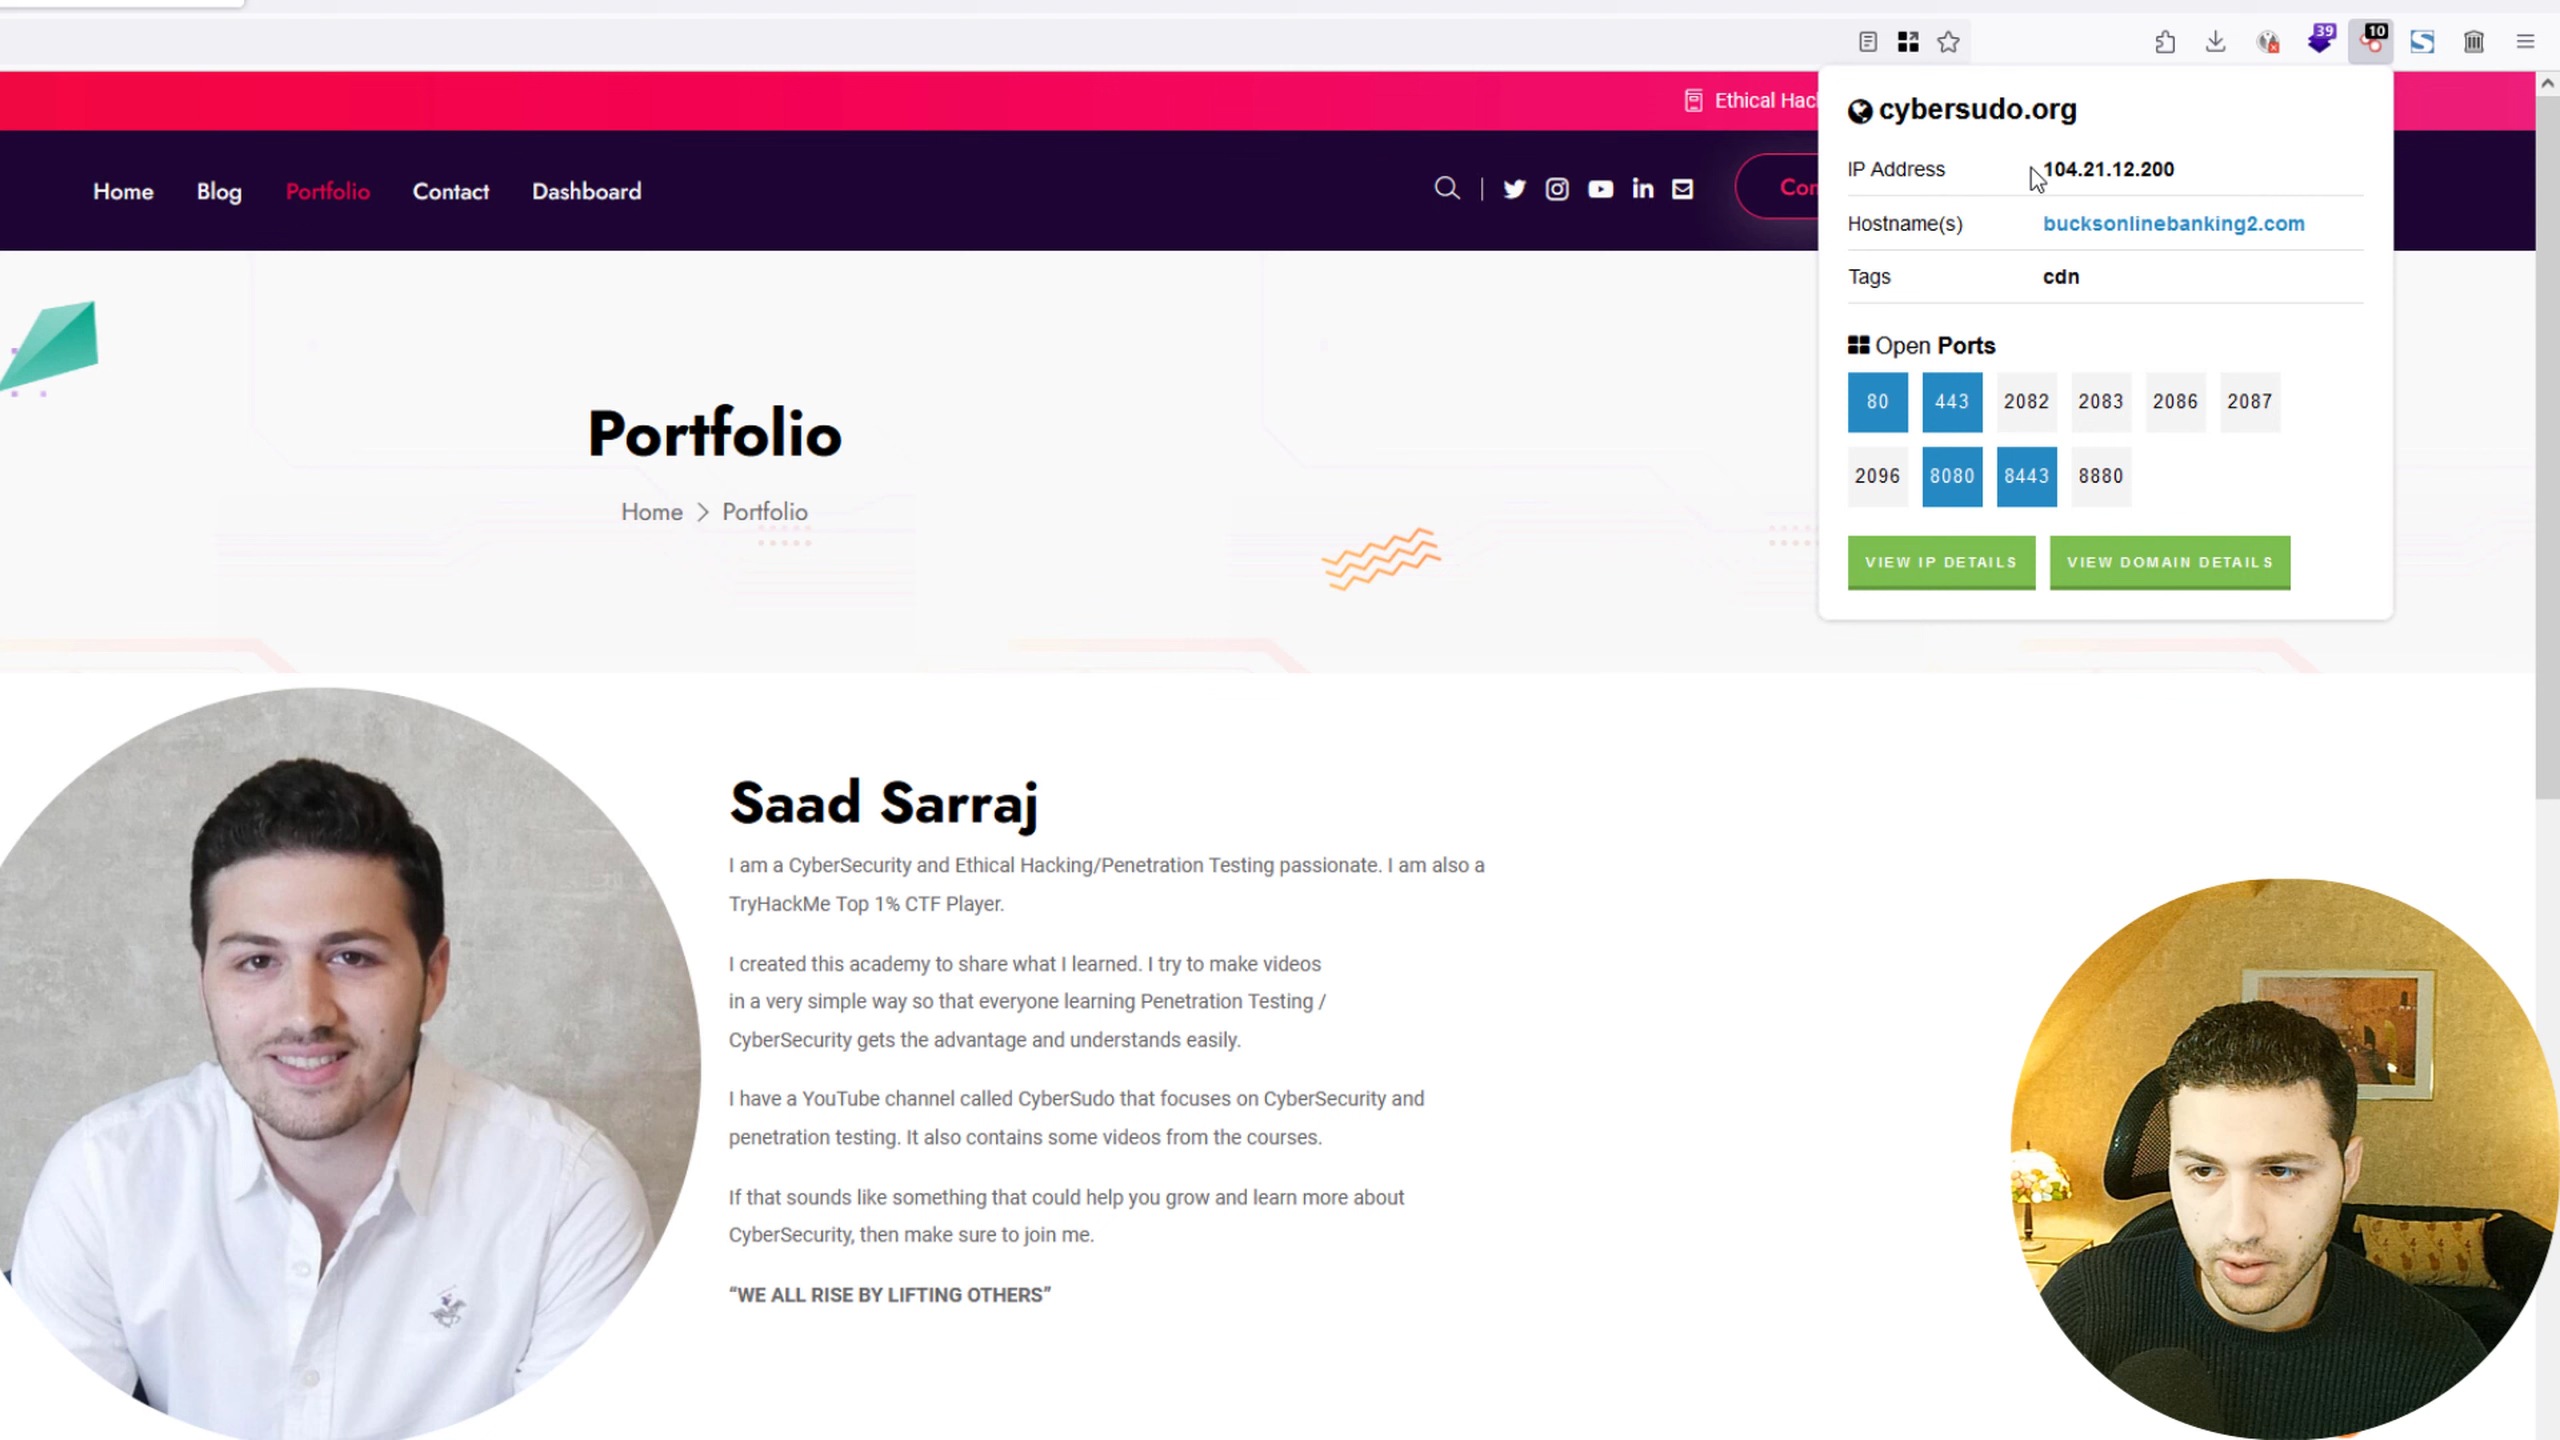 39
10
Ethical Hac
Home
Blog
Portfolio
Contact
Dashboard
Con
cybersudo.org
IP Address 104.21.12.200
Hostname(s) bucksonlinebanking2.com
Tags cdn
Open Ports
80 443 2082 2083 2086 2087
2096 8080 8443 8880
VIEW IP DETAILS VIEW DOMAIN DETAILS
Portfolio
Home > Portfolio
Saad Sarraj
I am a CyberSecurity and Ethical Hacking/Penetration Testing passionate. I am also a
TryHackMe Top 1% CTF Player.
I created this academy to share what I learned. I try to make videos
in a very simple way so that everyone learning Penetration Testing /
CyberSecurity gets the advantage and understands easily.
I have a YouTube channel called CyberSudo that focuses on CyberSecurity and
penetration testing. It also contains some videos from the courses.
If that sounds like something that could help you grow and learn more about
CyberSecurity, then make sure to join me.
“WE ALL RISE BY LIFTING OTHERS”